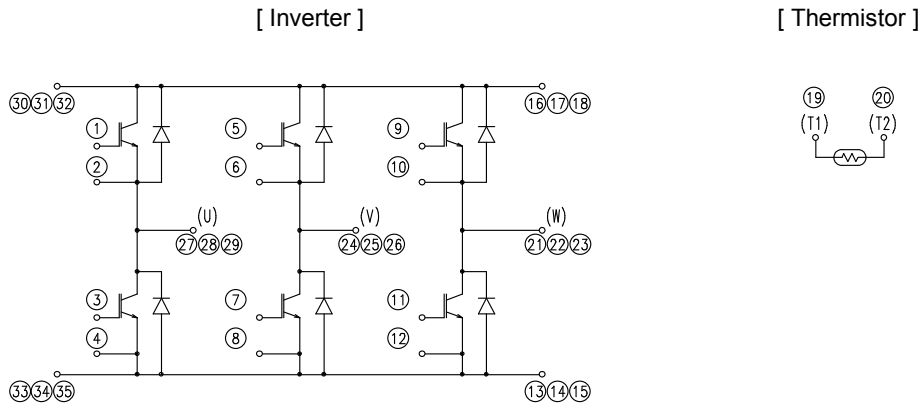 [ Inverter ]
[ Thermistor ]
30 31 32
16 17 18
19
20
(T1)
(T2)
1
5
9
2
6
10
(U)
(V)
(W)
27 28 29
24 25 26
21 22 23
3
7
11
4
8
12
33 34 35
13 14 15